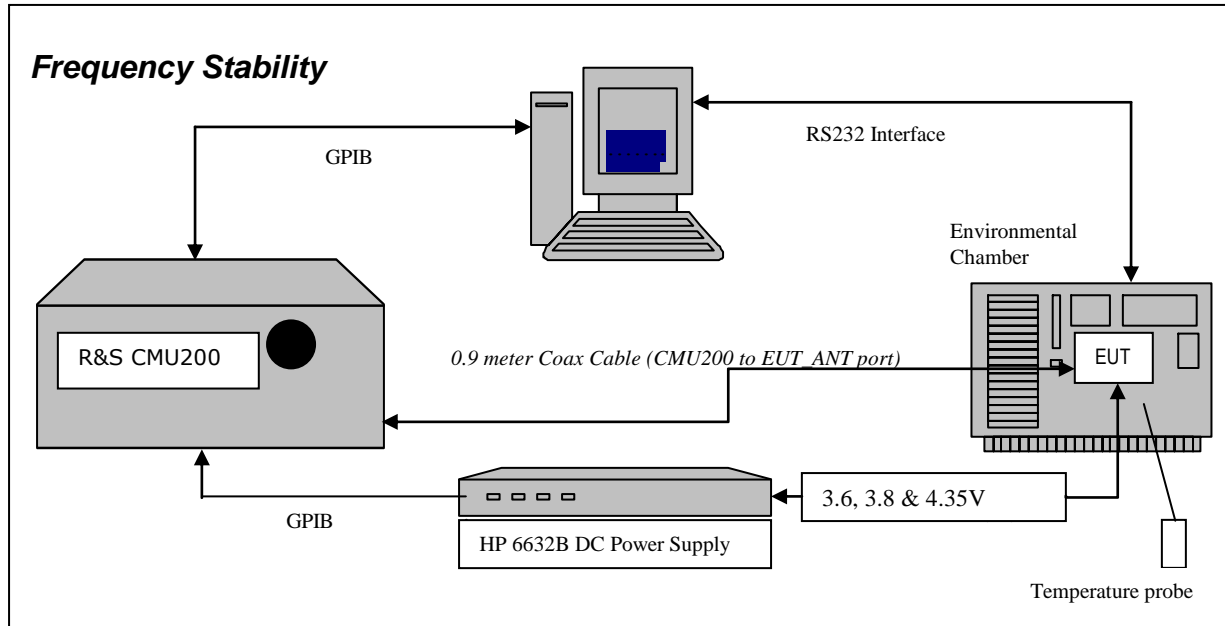 Frequency Stability
GPIB
RS232 Interface
Environmental
Chamber
R&S CMU200
0.9 meter Coax Cable (CMU200 to EUT_ANT port)
EUT
GPIB
3.6, 3.8 & 4.35V
HP 6632B DC Power Supply
Temperature probe